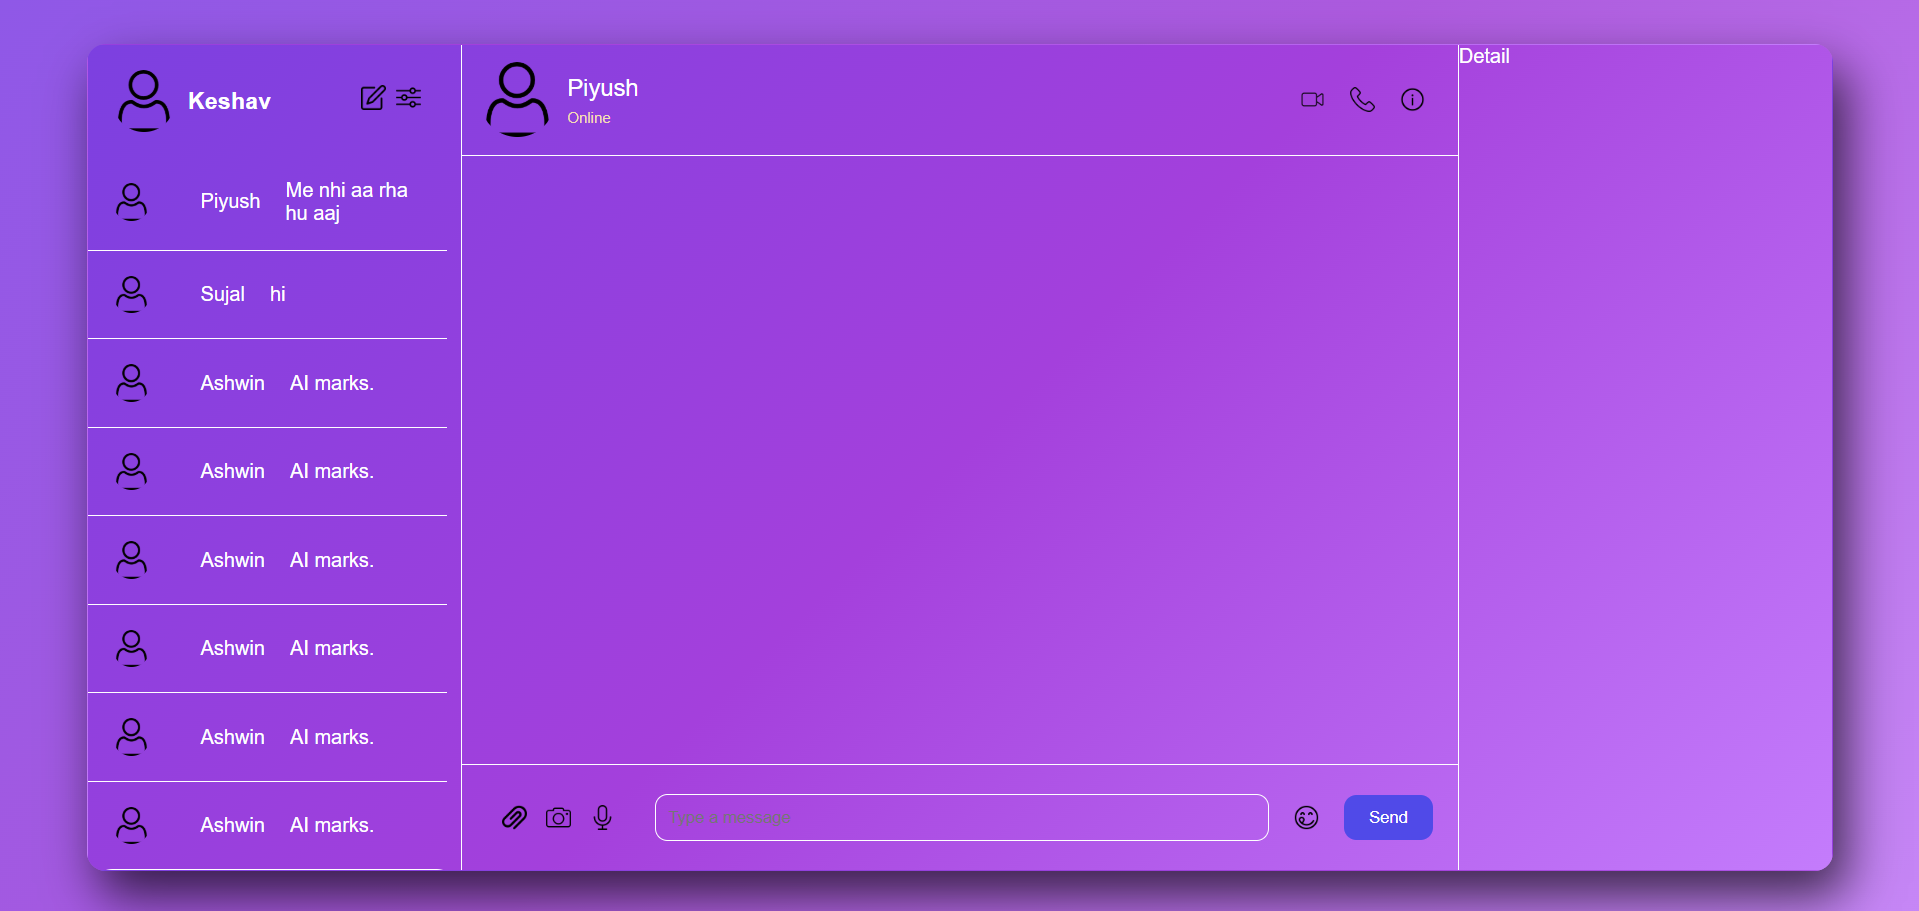 Keshav
Piyush
Me nhi aa rha
hu aaj
Sujal hi
Ashwin AI marks.
Ashwin AI marks.
Ashwin AI marks.
Ashwin AI marks.
Ashwin AI marks.
Ashwin AI marks.
Piyush
Online
Type a message
Send
Detail